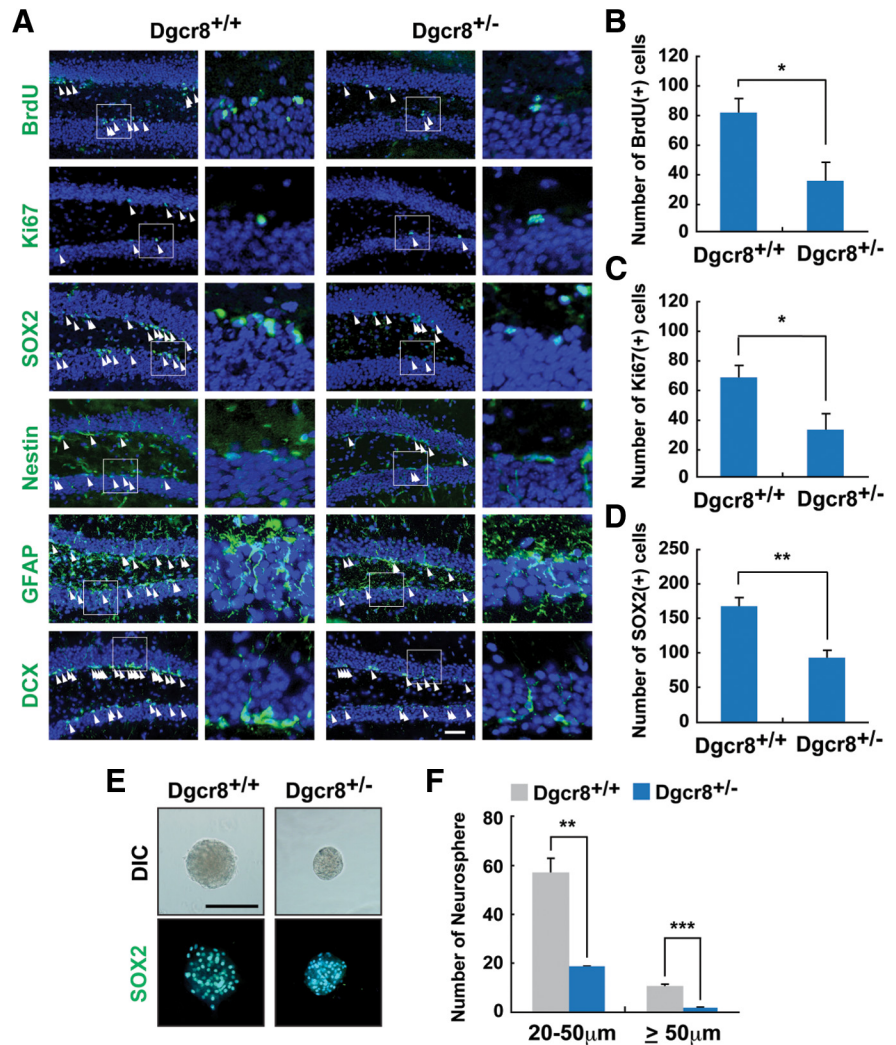 A
Dgcr8+/+ Dgcr8+/-
BrdU
Ki67
SOX2
Nestin
GFAP
DCX
B
Number of BrdU(+) cells
120
100
80
60
40
20
0
*
Dgcr8+/+ Dgcr8+/-
C
Number of Ki67(+) cells
120
100
80
60
40
20
0
*
Dgcr8+/+ Dgcr8+/-
D
Number of SOX2(+) cells
250
200
150
100
50
0
**
Dgcr8+/+ Dgcr8+/-
E
Dgcr8+/+ Dgcr8+/-
DIC
SOX2
F
Dgcr8+/+ Dgcr8+/-
Number of Neurosphere
80
60
40
20
0
**
***
20-50μm ≥ 50μm